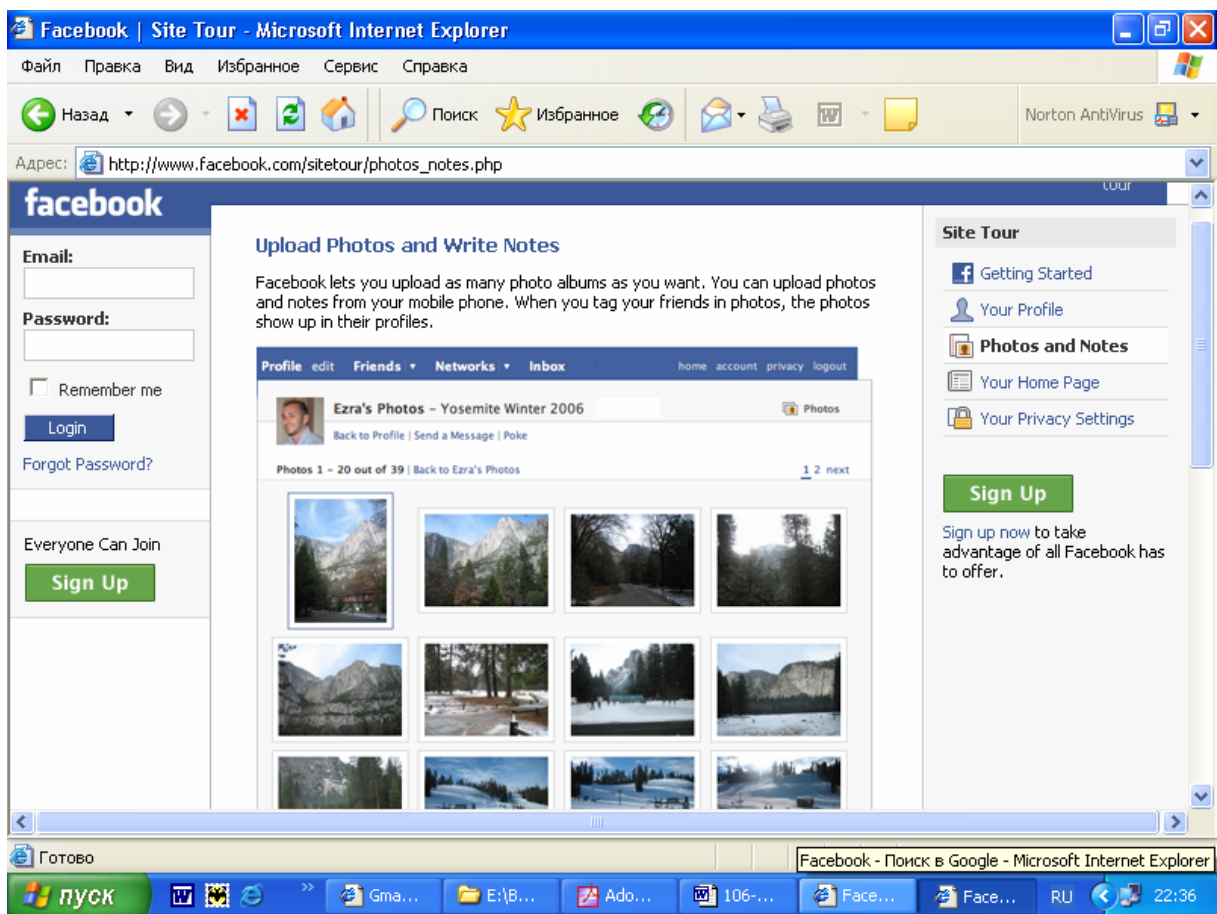 Facebook | Site Tour - Microsoft Internet Explorer
Файл Правка Вид Избранное Сервис Справка
Назад Поиск Избранное Norton AntiVirus
Адрес: http://www.facebook.com/sitetour/photos_notes.php
tour
facebook
Email:
Password:
Remember me
Login
Forgot Password?
Everyone Can Join
Sign Up
Upload Photos and Write Notes
Facebook lets you upload as many photo albums as you want. You can upload photos
and notes from your mobile phone. When you tag your friends in photos, the photos
show up in their profiles.
Profile edit Friends Networks Inbox home account privacy logout
Ezra's Photos – Yosemite Winter 2006 Photos
Back to Profile | Send a Message | Poke
Photos 1 – 20 out of 39 | Back to Ezra's Photos 1 2 next
Site Tour
Getting Started
Your Profile
Photos and Notes
Your Home Page
Your Privacy Settings
Sign Up
Sign up now to take
advantage of all Facebook has
to offer.
Готово
Facebook - Поиск в Google - Microsoft Internet Explorer
пуск Gma... E:\B... Ado... 106-... Face... Face... RU 22:36